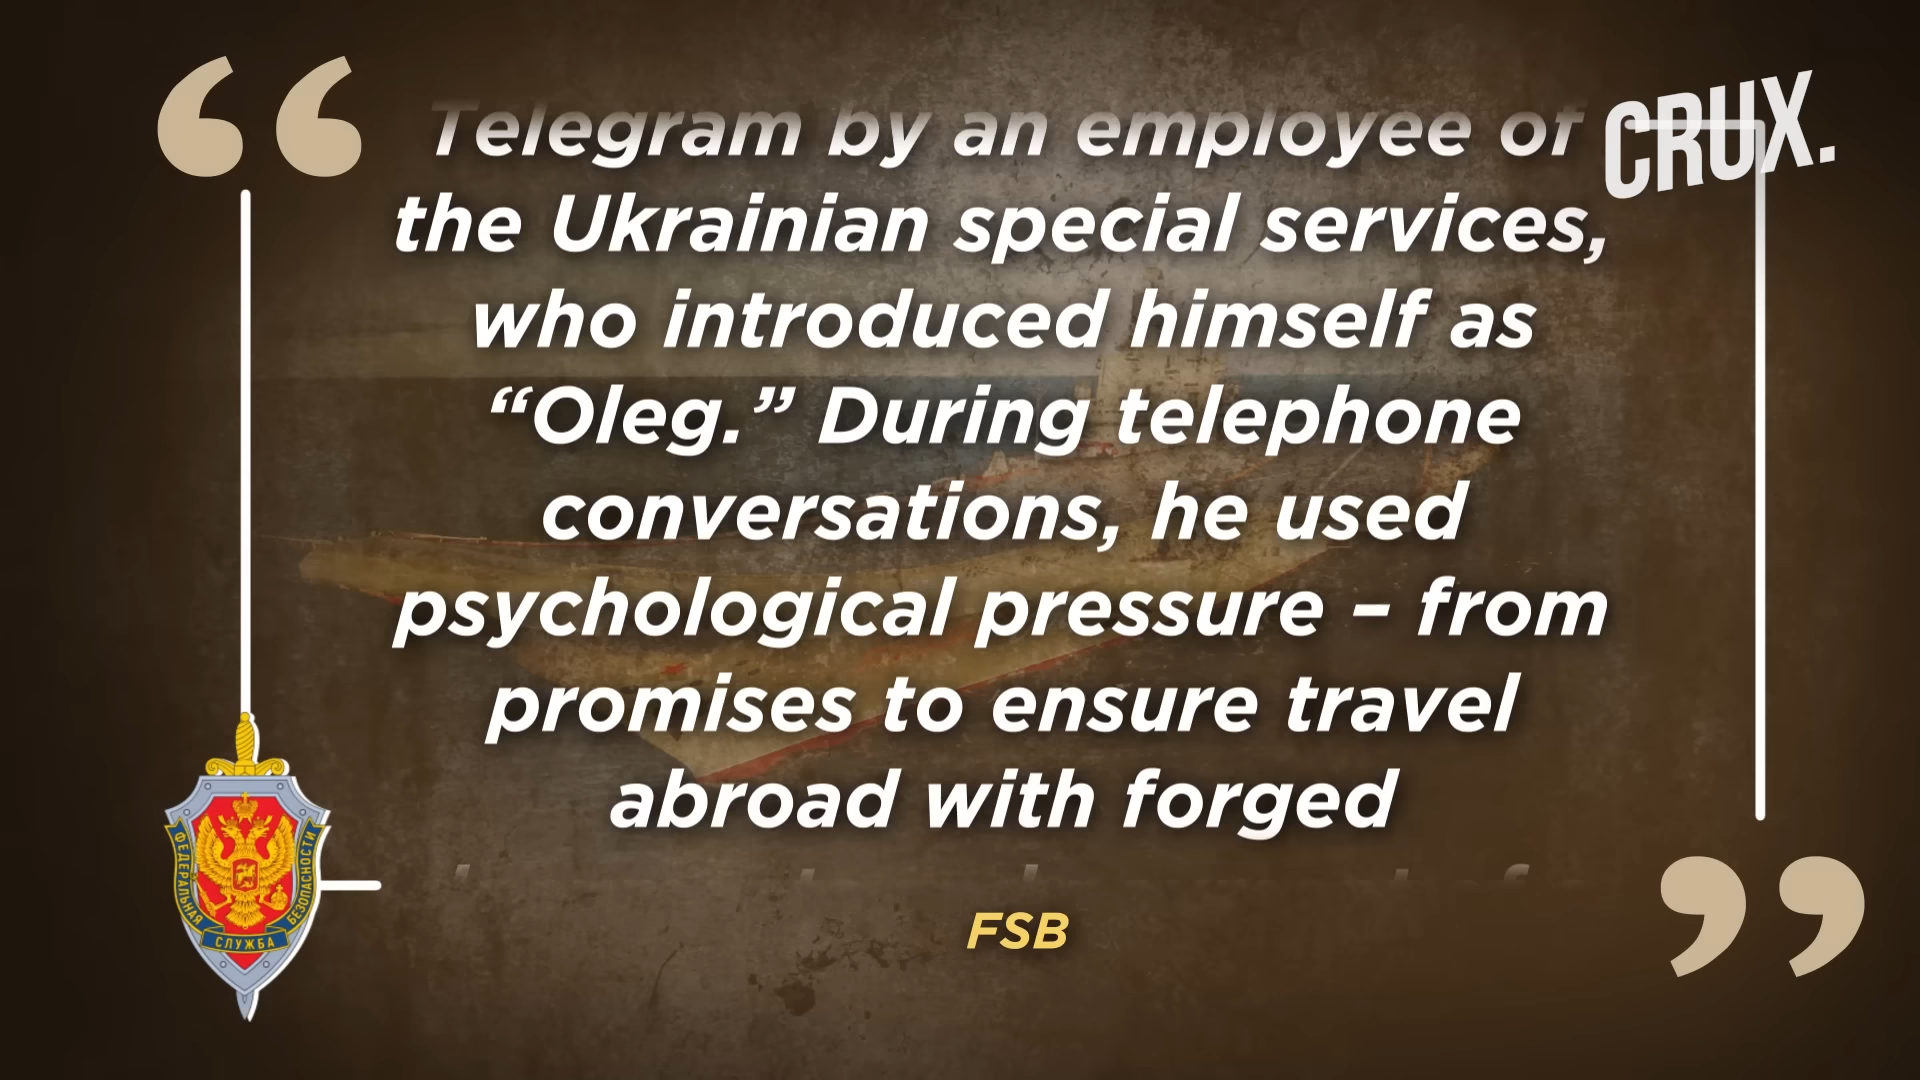 CRUX.
Telegram by an employee of
the Ukrainian special services,
who introduced himself as
“Oleg.” During telephone
conversations, he used
psychological pressure – from
promises to ensure travel
abroad with forged
FSB
ФЕДЕРАЛЬНАЯ
СЛУЖБА
БЕЗОПАСНОСТИ